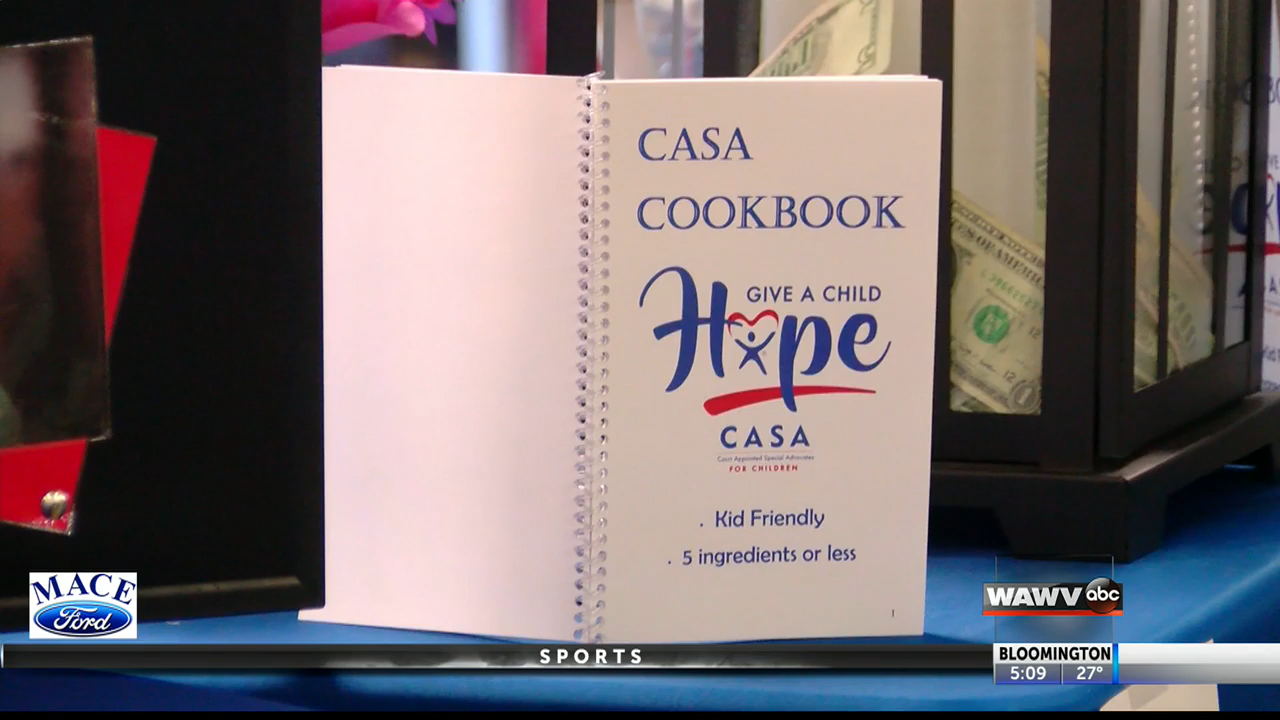 CASA
COOKBOOK
GIVE A CHILD
Hope
CASA
Court Appointed Special Advocates
FOR CHILDREN
. Kid Friendly
. 5 ingredients or less
1
MACE
Ford
WAWV abc
SPORTS
BLOOMINGTON
5:09 27°